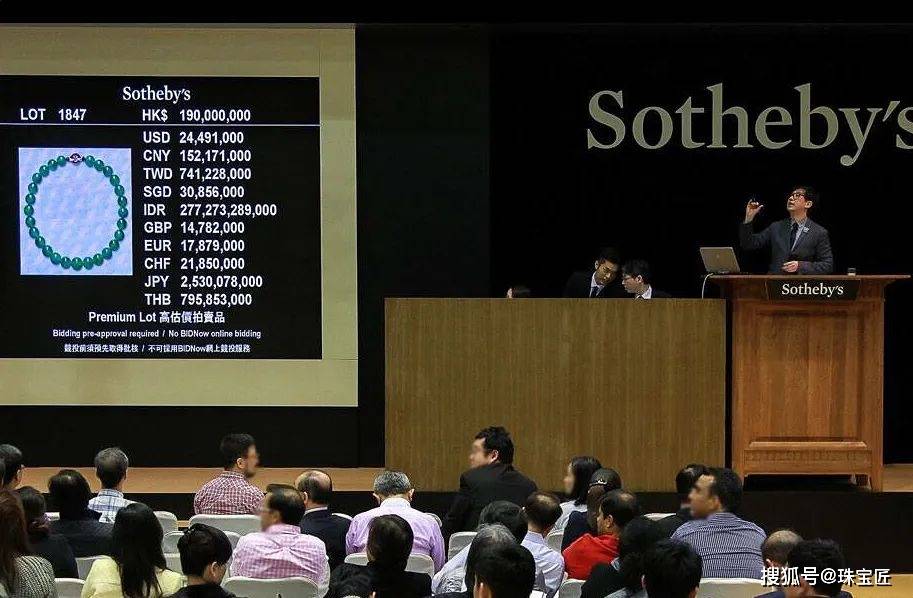 Sotheby's
LOT 1847 HK$ 190,000,000
USD 24,491,000
CNY 152,171,000
TWD 741,228,000
SGD 30,856,000
IDR 277,273,289,000
GBP 14,782,000
EUR 17,879,000
CHF 21,850,000
JPY 2,530,078,000
THB 795,853,000
Premium Lot 高估價拍賣品
Bidding pre-approval required / No BIDNow online bidding
競投前須預先取得批核 / 不可採用BIDNow網上競投服務
Sotheby's
Sotheby's
搜狐号@珠宝匠